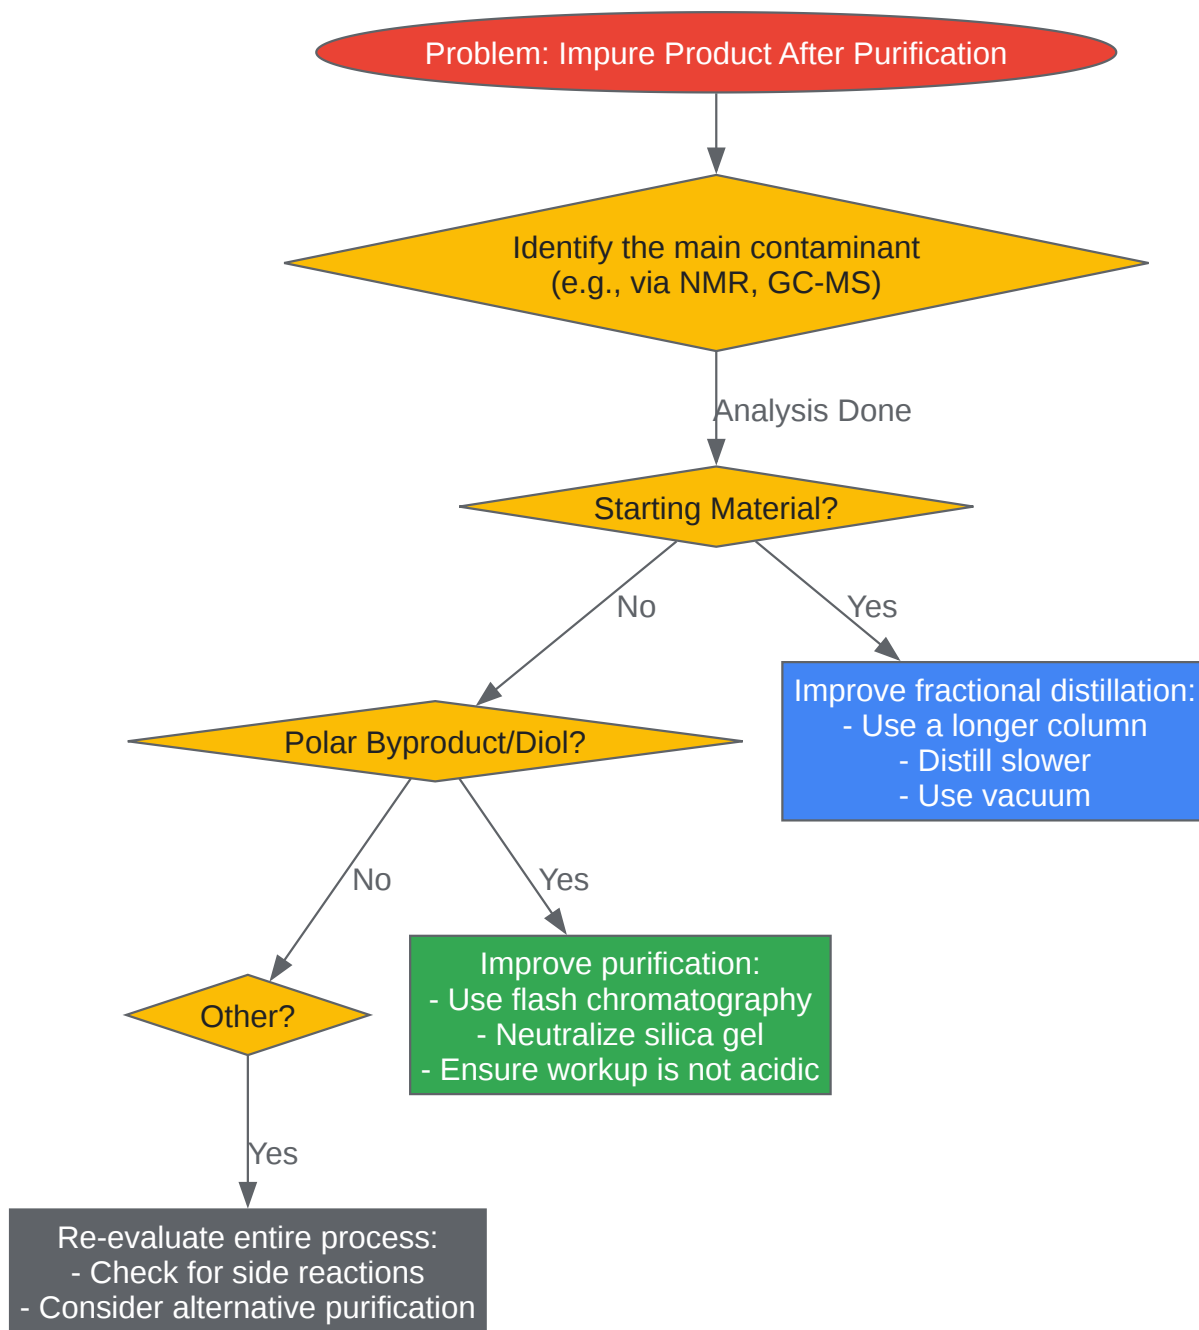 Problem: Impure Product After Purification
Identify the main contaminant
(e.g., via NMR, GC-MS)
Analysis Done
Starting Material?
No
Yes
Improve fractional distillation:
- Use a longer column
- Distill slower
- Use vacuum
Polar Byproduct/Diol?
No
Yes
Improve purification:
- Use flash chromatography
- Neutralize silica gel
- Ensure workup is not acidic
Other?
Yes
Re-evaluate entire process:
- Check for side reactions
- Consider alternative purification